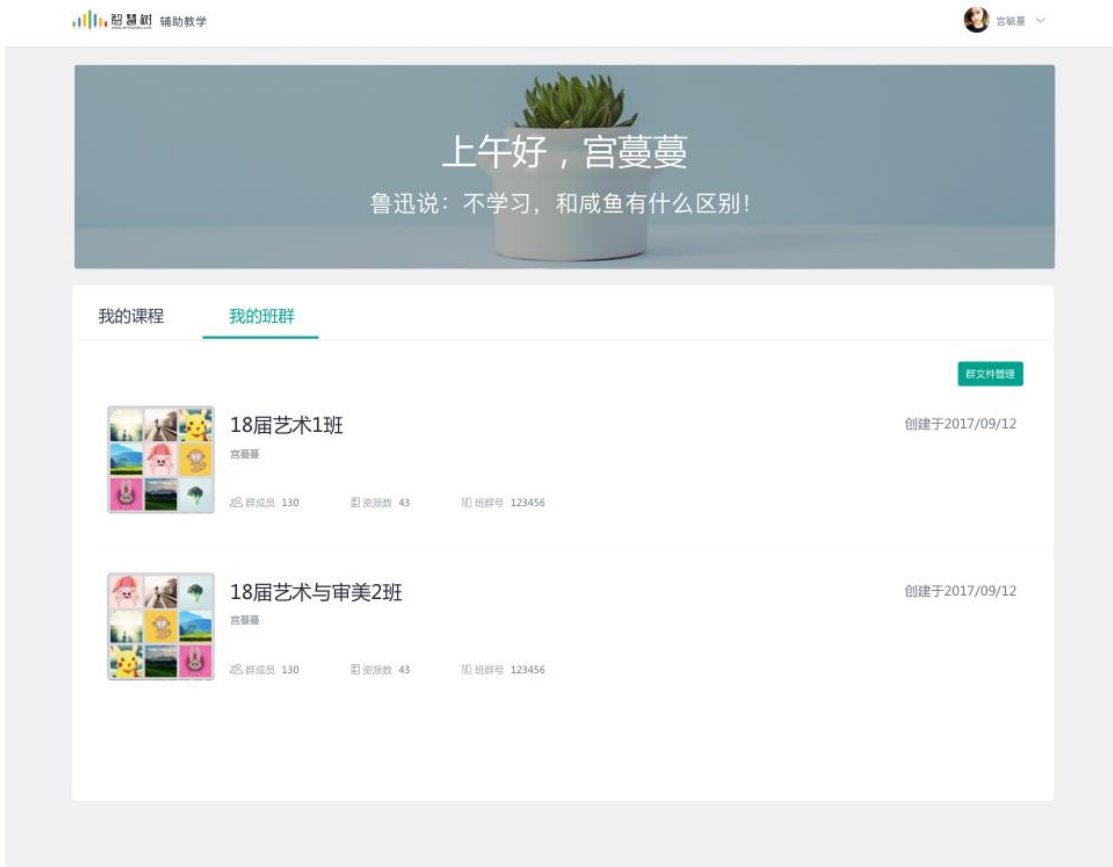 智慧树 辅助教学
宫敏蔓
上午好，宫蔓蔓
鲁迅说：不学习，和咸鱼有什么区别！
我的课程 我的班群
群文件管理
18届艺术1班 创建于2017/09/12
宫蔓蔓
群成员 130 资源数 43 班群号 123456
18届艺术与审美2班 创建于2017/09/12
宫蔓蔓
群成员 130 资源数 43 班群号 123456